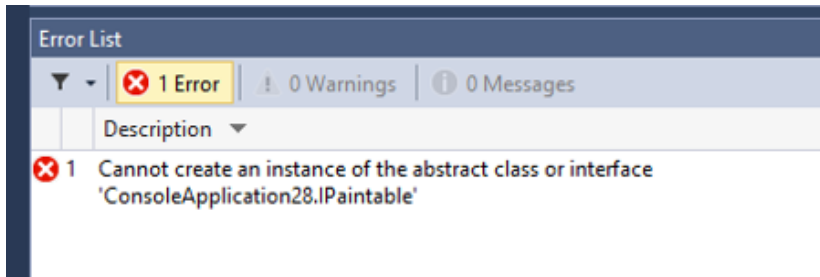 Error List
1 Error 0 Warnings 0 Messages
Description
1 Cannot create an instance of the abstract class or interface
'ConsoleApplication28.IPaintable'